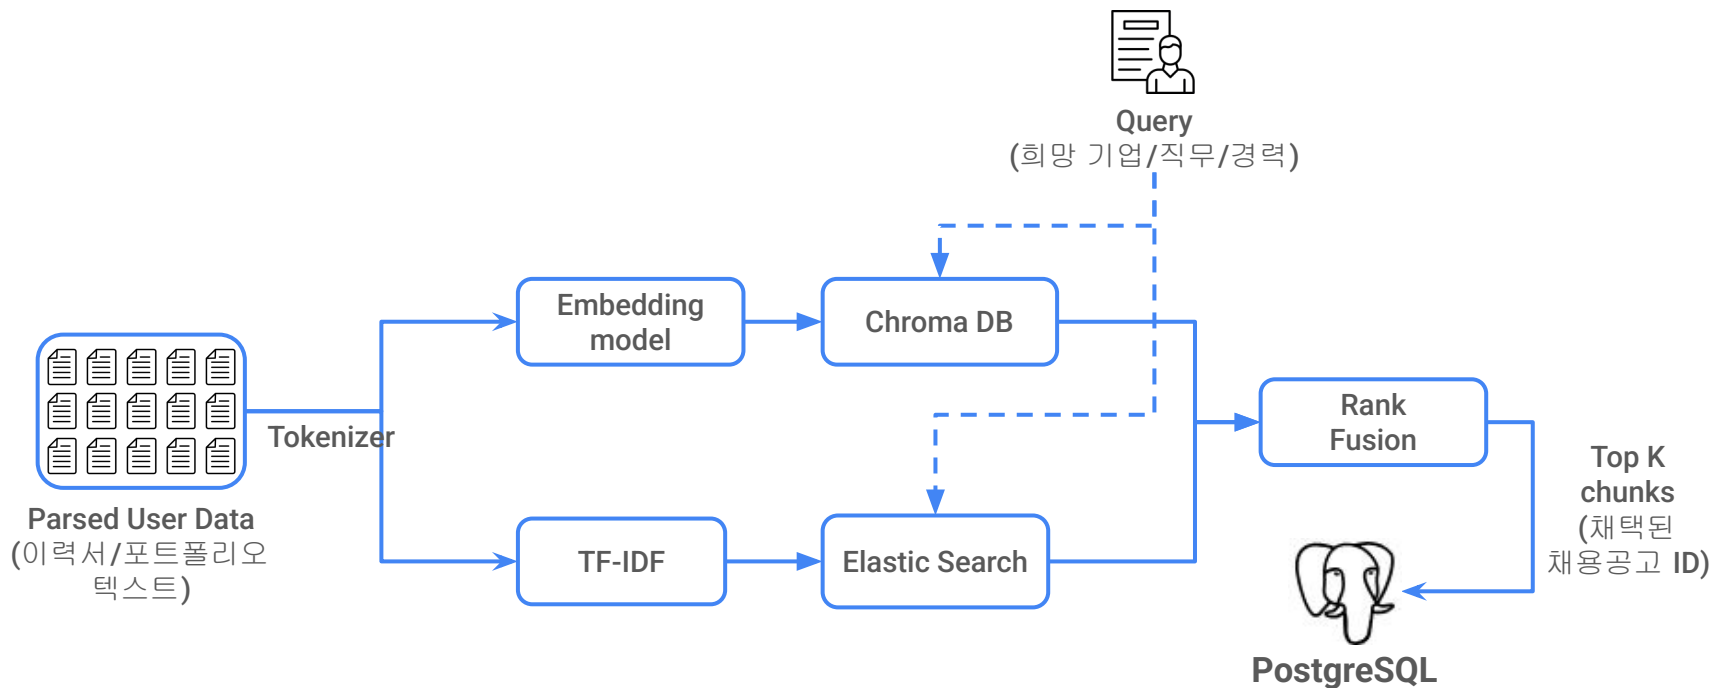 Query
(희망 기업/직무/경력)
Embedding
model
Chroma DB
Tokenizer
Parsed User Data
(이력서/포트폴리오
텍스트)
TF-IDF
Elastic Search
Rank
Fusion
Top K
chunks
(채택된
채용공고 ID)
PostgreSQL